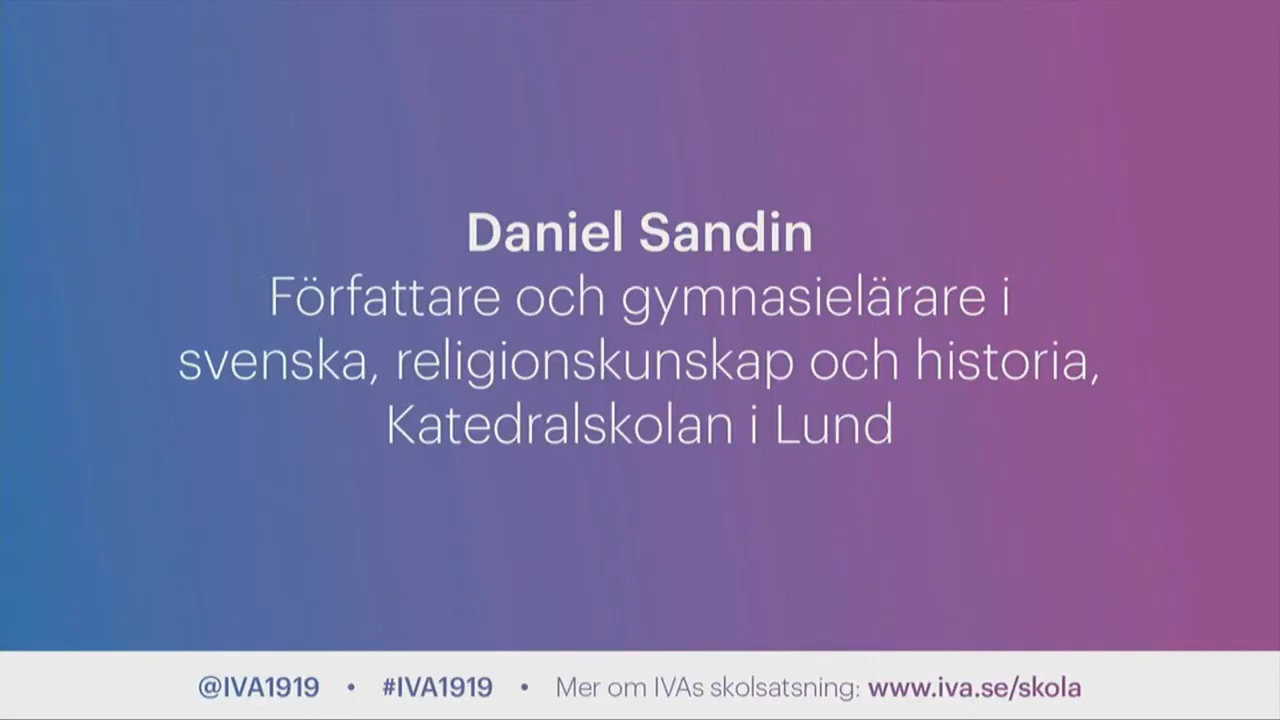 Daniel Sandin
Författare och gymnasielärare i
svenska, religionskunskap och historia,
Katedralskolan i Lund
@IVA1919 • #IVA1919 • Mer om IVAs skolsatsning: www.iva.se/skola